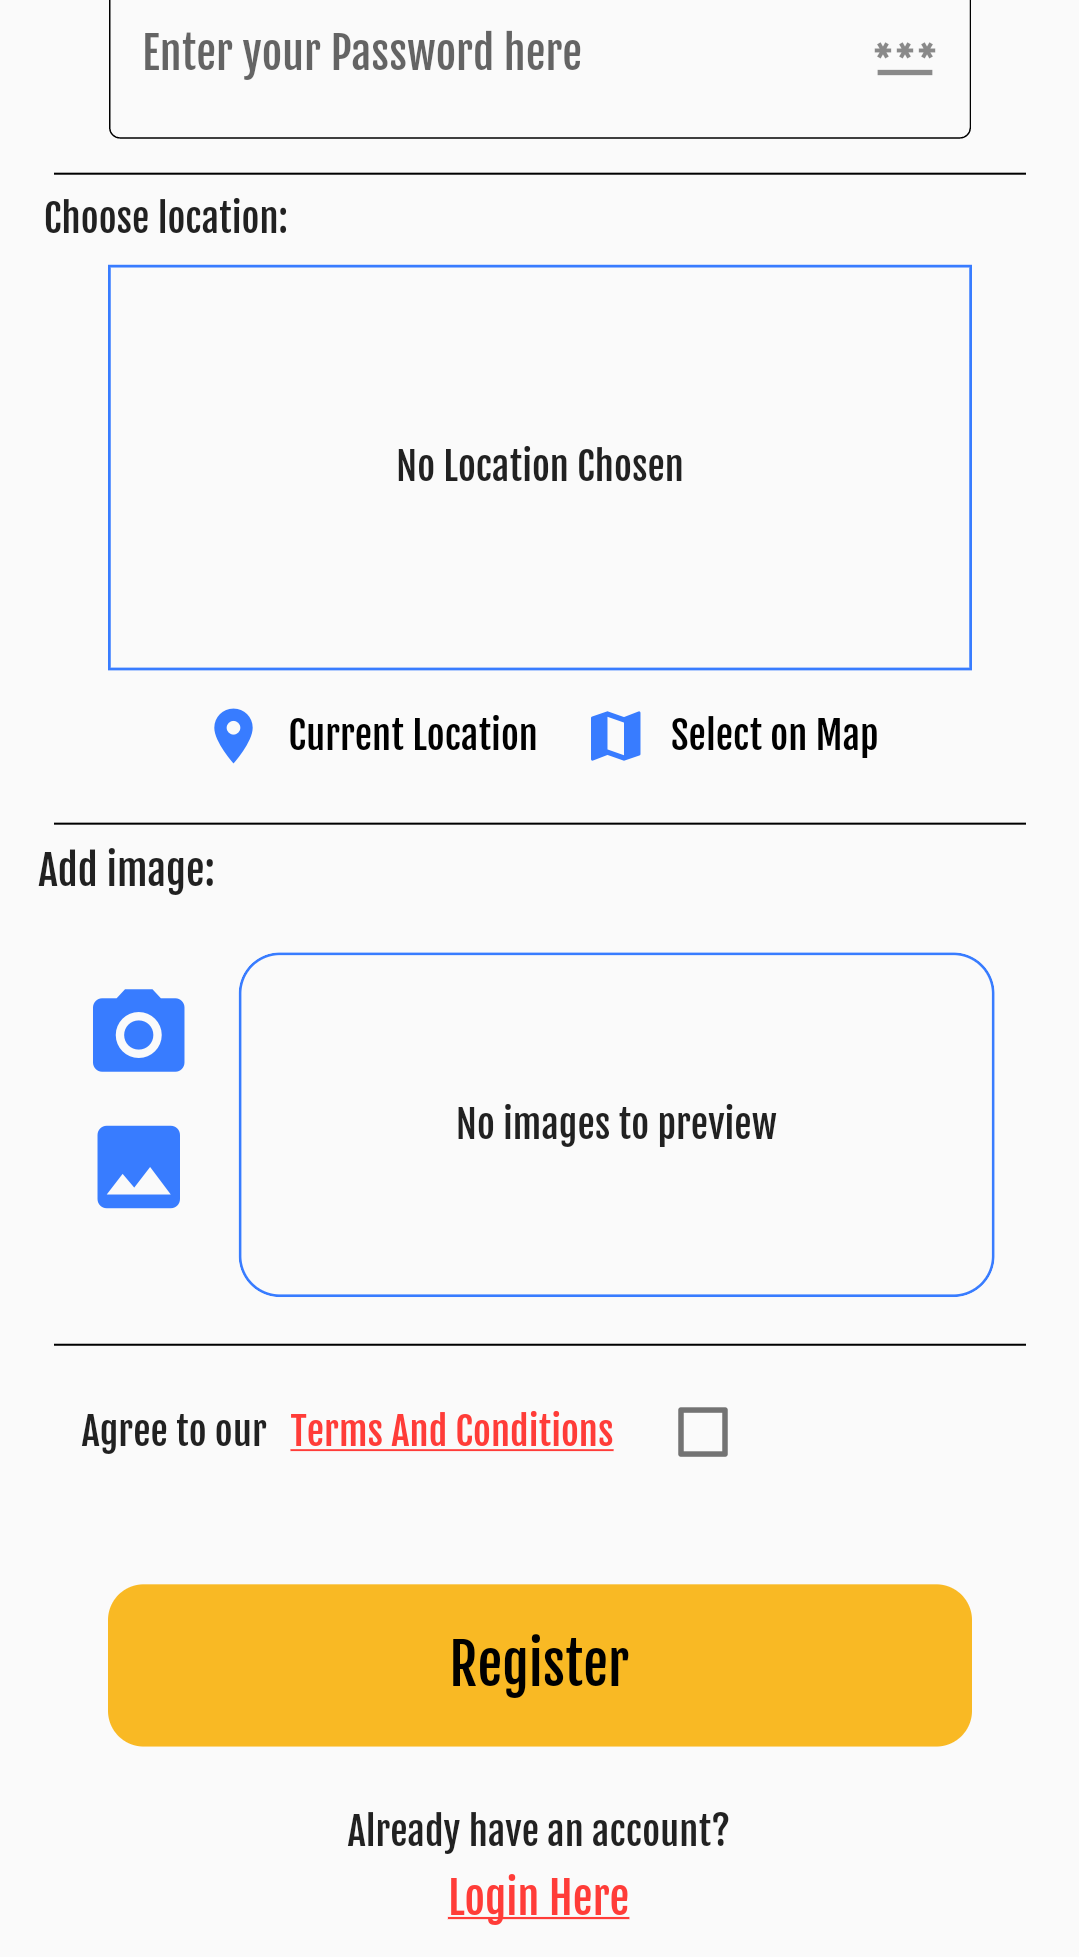 Enter your Password here
Choose location:
No Location Chosen
Current Location Select on Map
Add image:
No images to preview
Agree to our Terms And Conditions
Register
Already have an account?
Login Here